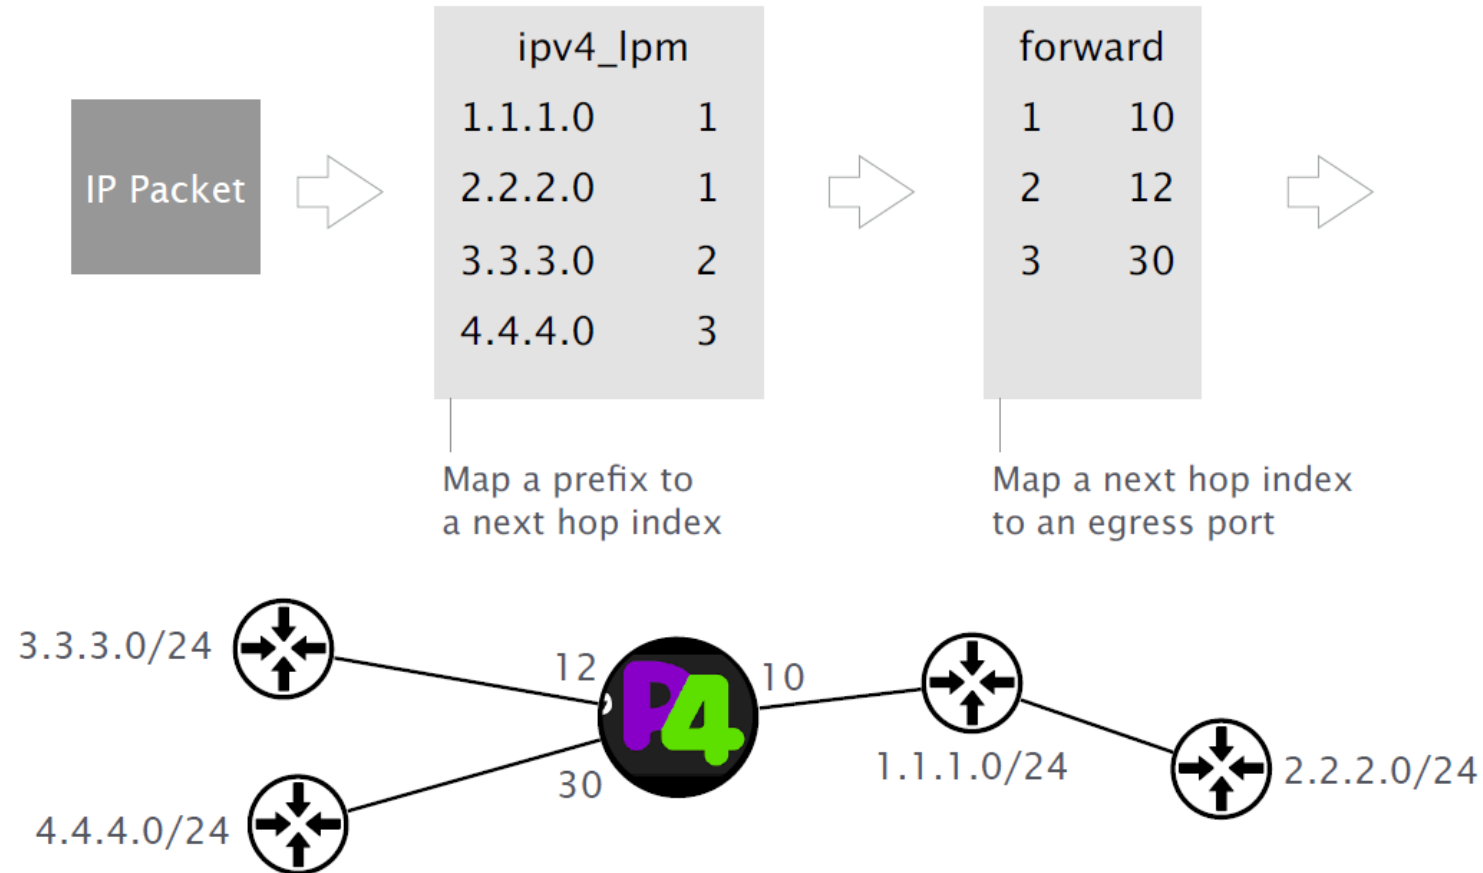 IP Packet
ipv4_lpm
1.1.1.0 1
2.2.2.0 1
3.3.3.0 2
4.4.4.0 3
Map a prefix to
a next hop index
forward
1 10
2 12
3 30
Map a next hop index
to an egress port
3.3.3.0/24
12
P4
10
30
4.4.4.0/24
1.1.1.0/24
2.2.2.0/24